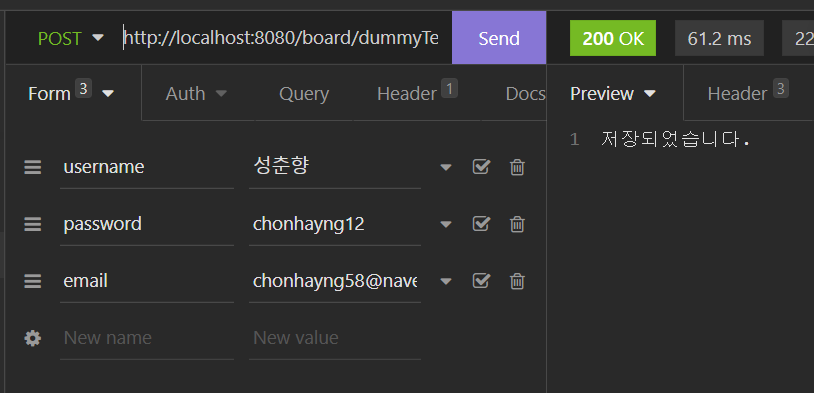 POST http://localhost:8080/board/dummyTe Send 200 OK 61.2 ms 22
Form 3 Auth Query Header 1 Docs Preview Header 3
1 저장되었습니다.
username 성춘향
password chonhayng12
email chonhayng58@nave
New name New value